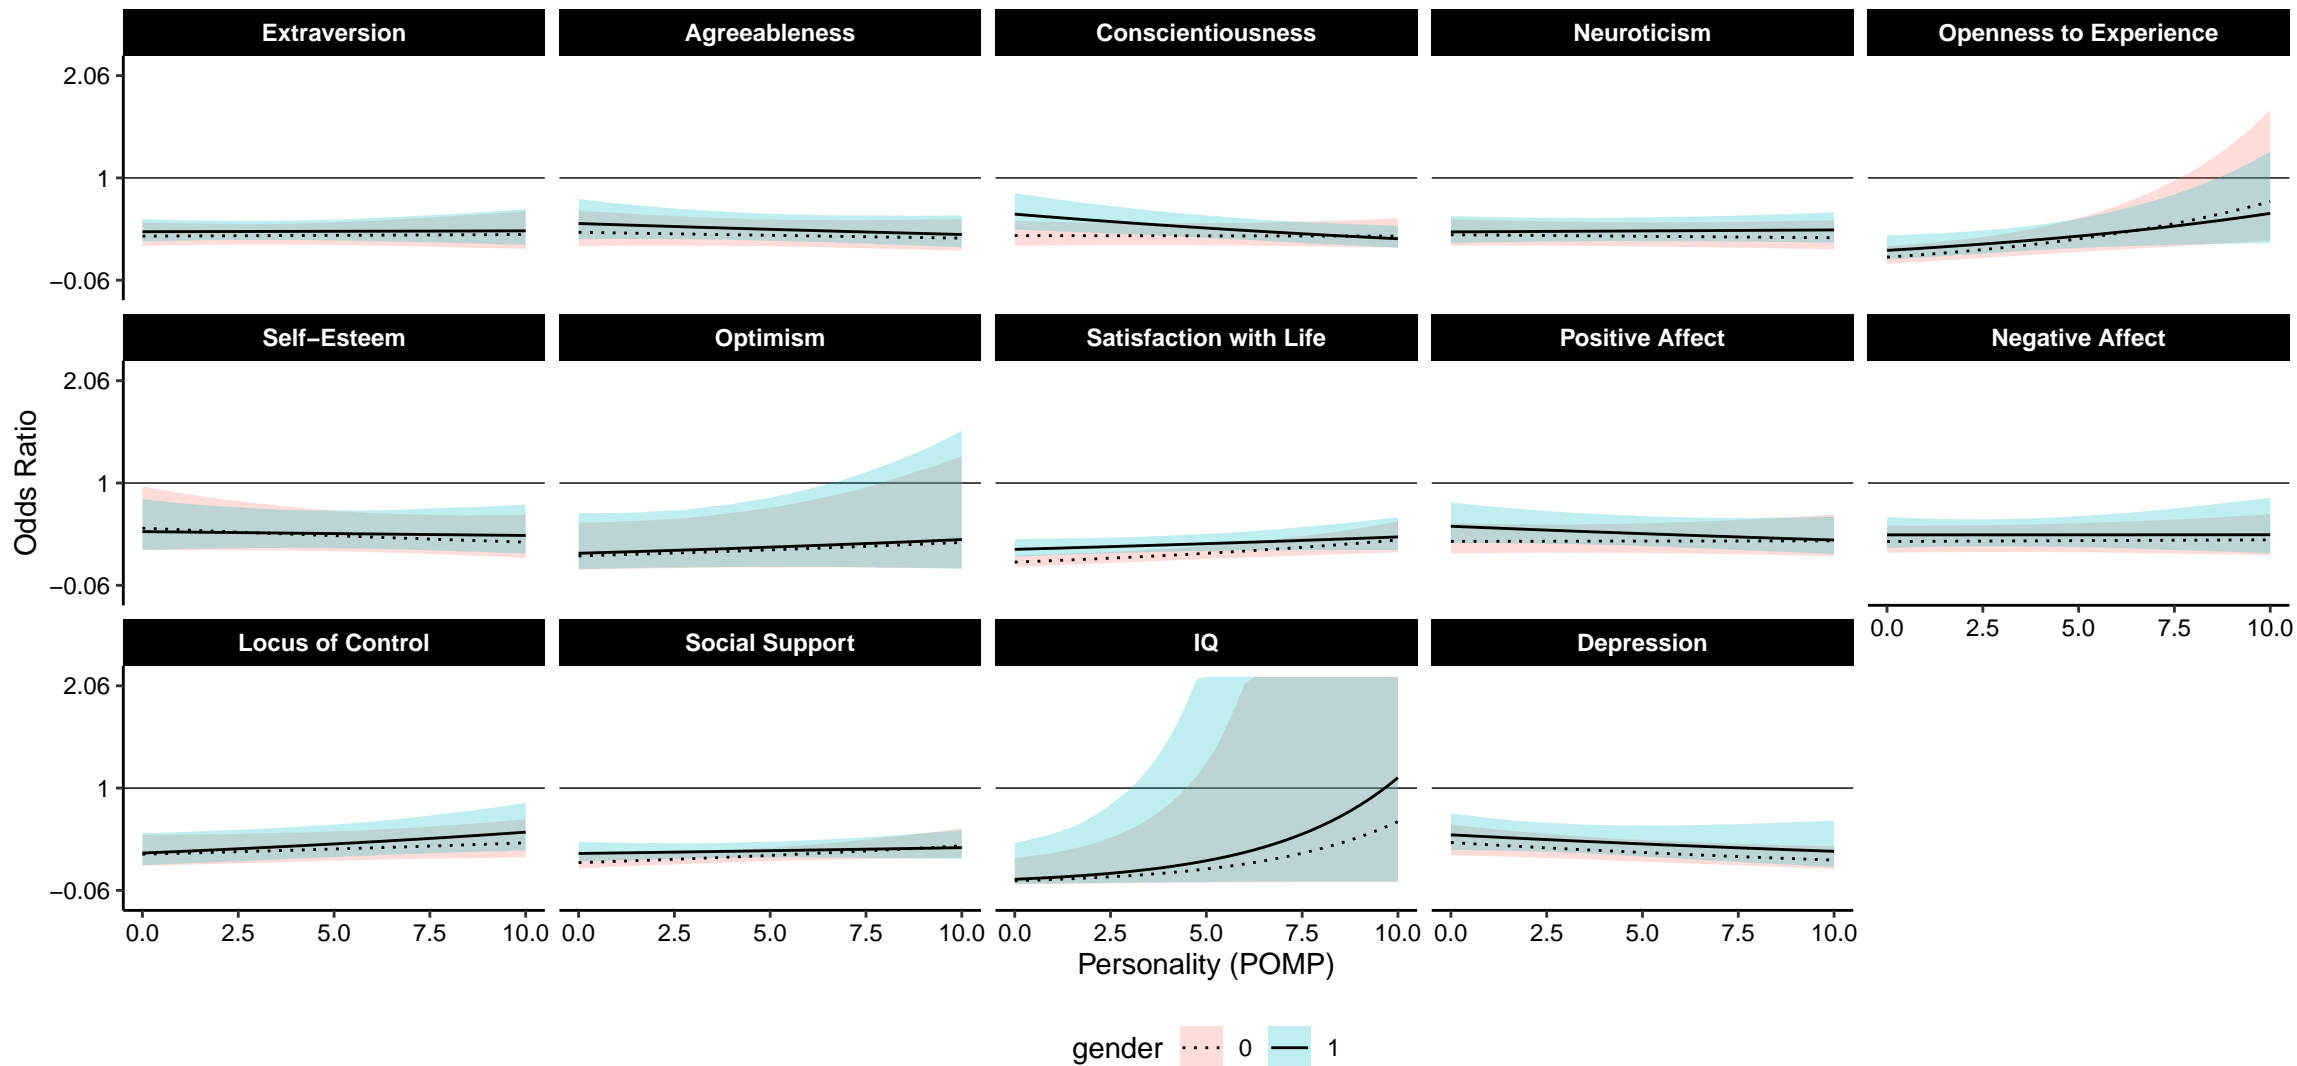 Extraversion Agreeableness Conscientiousness Neuroticism Openness to Experience
2.06
1
−0.06
Self−Esteem Optimism Satisfaction with Life Positive Affect Negative Affect
2.06
1
−0.06
Odds Ratio
0.0 2.5 5.0 7.5 10.0
Locus of Control Social Support IQ Depression
2.06
1
−0.06
0.0 2.5 5.0 7.5 10.0 0.0 2.5 5.0 7.5 10.0 0.0 2.5 5.0 7.5 10.0 0.0 2.5 5.0 7.5 10.0
Personality (POMP)
gender 0 1